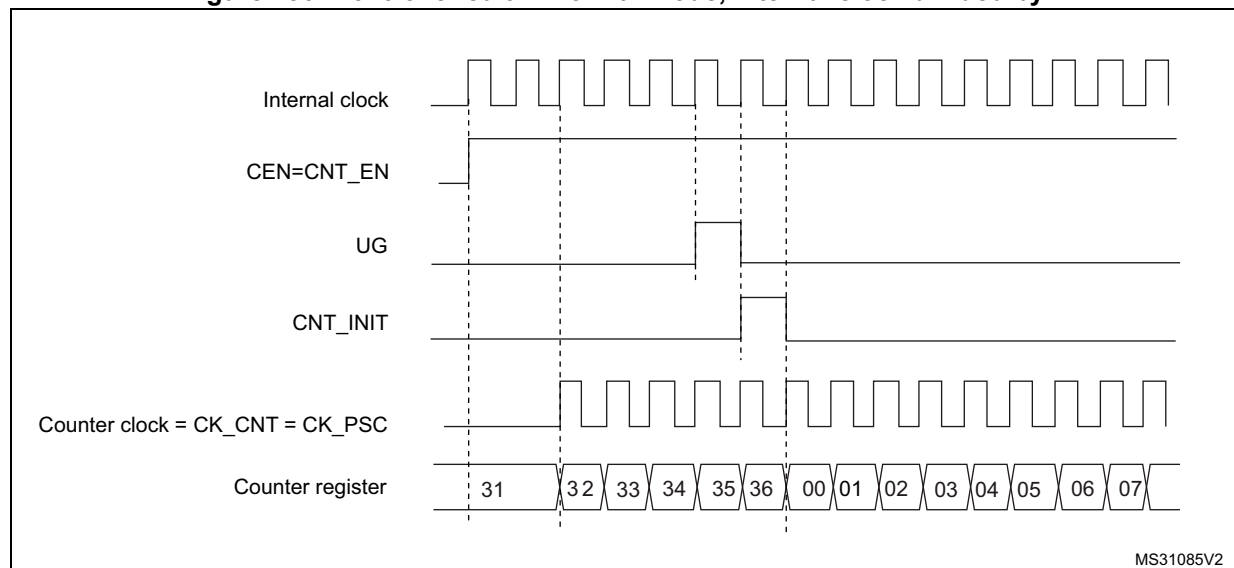 Internal clock
CEN=CNT_EN
UG
CNT_INIT
Counter clock = CK_CNT = CK_PSC
Counter register 31 32 33 34 35 36 00 01 02 03 04 05 06 07
MS31085V2